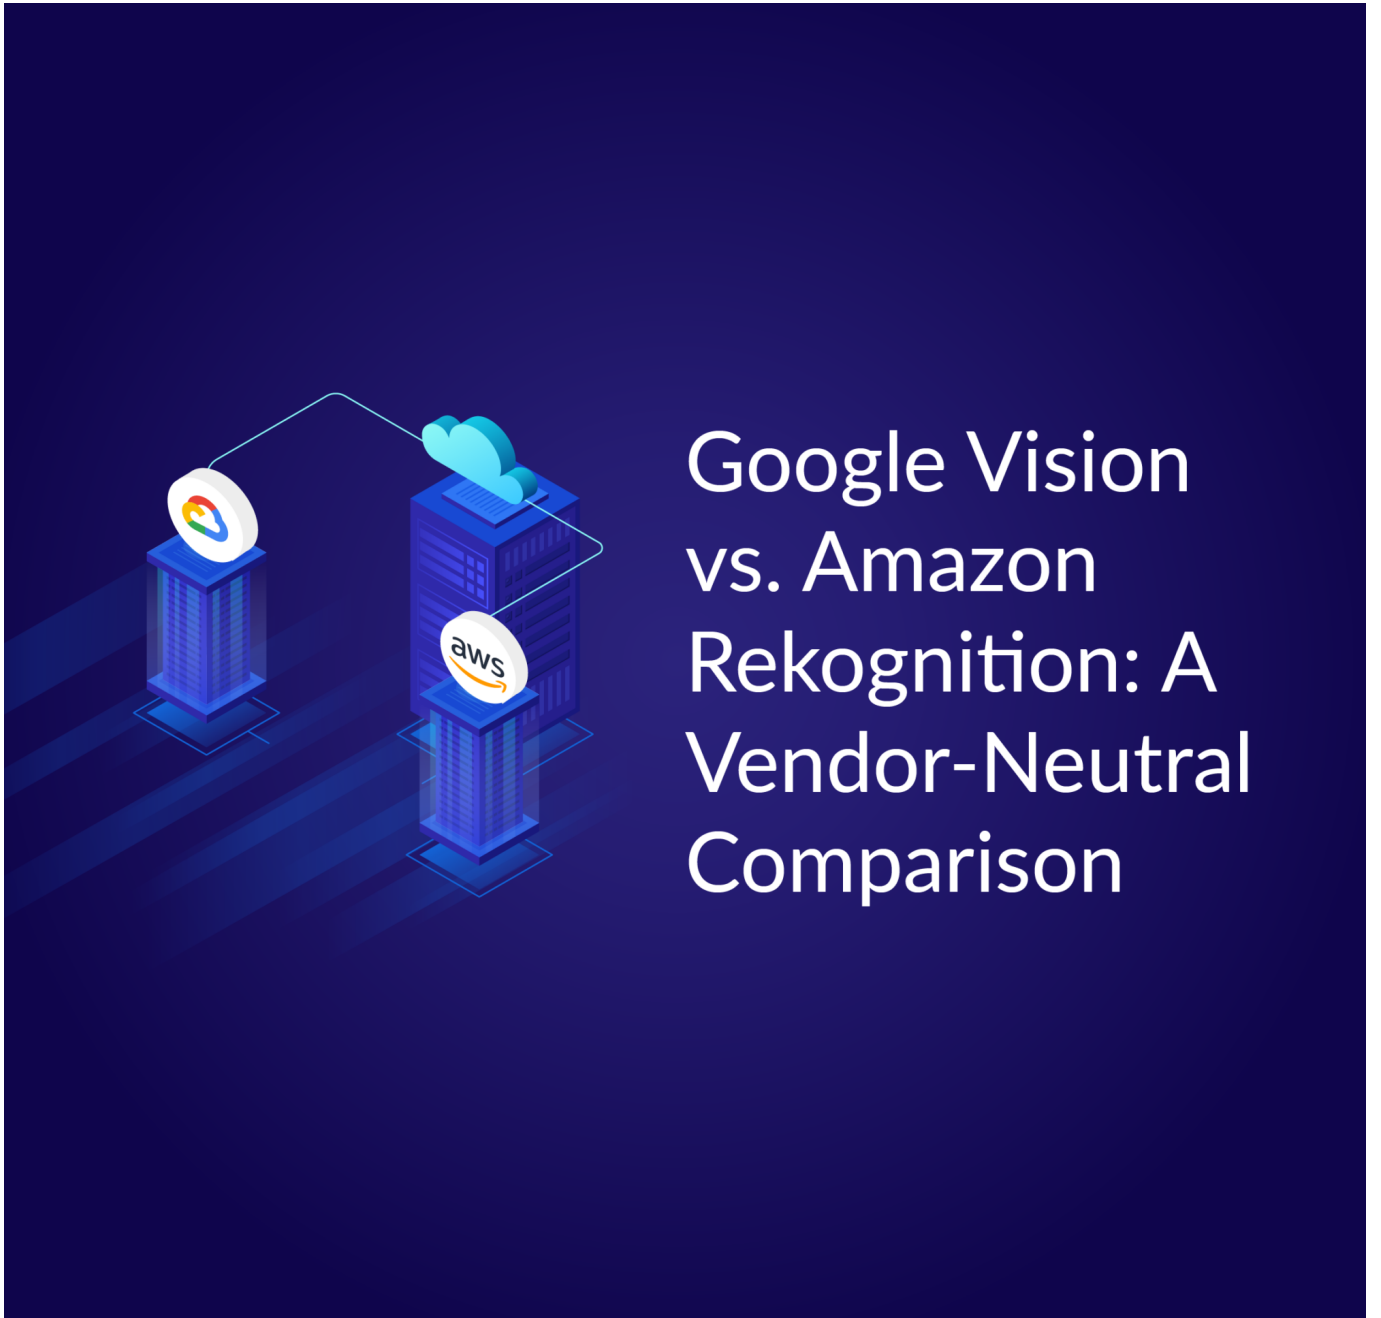 aws
Google Vision
vs. Amazon
Rekognition: A
Vendor-Neutral
Comparison